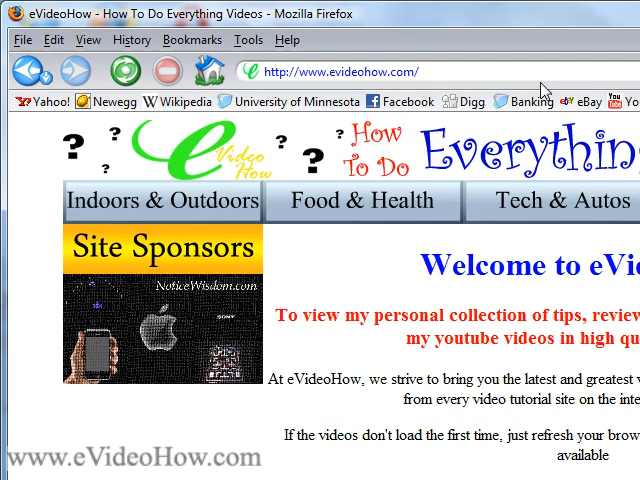 eVideoHow - How To Do Everything Videos - Mozilla Firefox
File Edit View History Bookmarks Tools Help
http://www.evideohow.com/
Yahoo! Newegg Wikipedia University of Minnesota Facebook Digg Banking eBay
? ? ? e Video How ? ? ? How To Do Everything
Indoors & Outdoors Food & Health Tech & Autos
Site Sponsors
NoticeWisdom.com
SONY
Welcome to eVi
To view my personal collection of tips, review
my youtube videos in high qu
At eVideoHow, we strive to bring you the latest and greatest v
from every video tutorial site on the inte
If the videos don't load the first time, just refresh your brow
available
www.eVideoHow.com